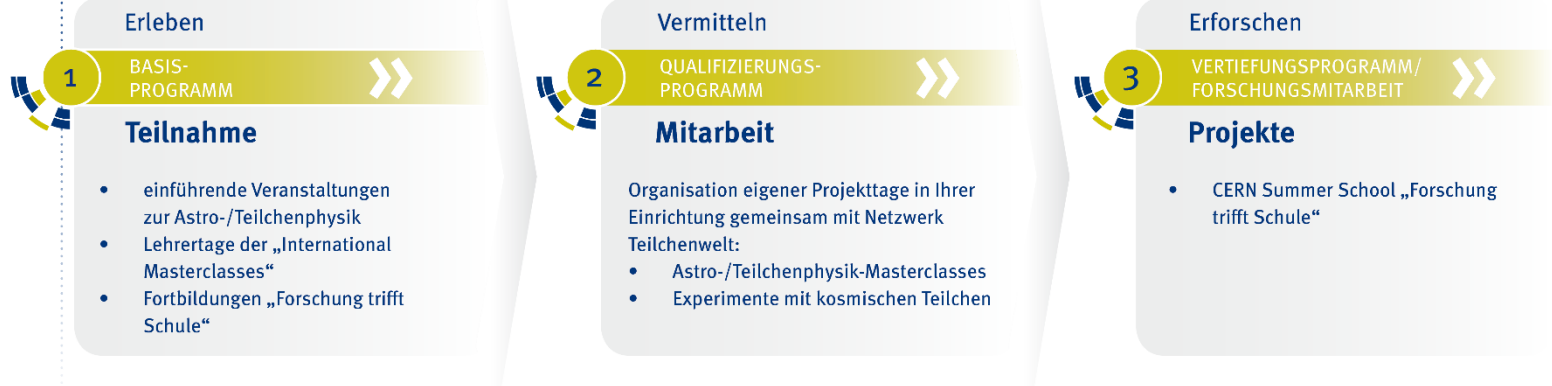 Erleben
1
BASIS-
PROGRAMM
Teilnahme
• einführende Veranstaltungen
zur Astro-/Teilchenphysik
• Lehrertage der „International
Masterclasses“
• Fortbildungen „Forschung trifft
Schule“
Vermitteln
2
QUALIFIZIERUNGS-
PROGRAMM
Mitarbeit
Organisation eigener Projekttage in Ihrer
Einrichtung gemeinsam mit Netzwerk
Teilchenwelt:
• Astro-/Teilchenphysik-Masterclasses
• Experimente mit kosmischen Teilchen
Erforschen
3
VERTIEFUNGSPROGRAMM/
FORSCHUNGSMITARBEIT
Projekte
• CERN Summer School „Forschung
trifft Schule“